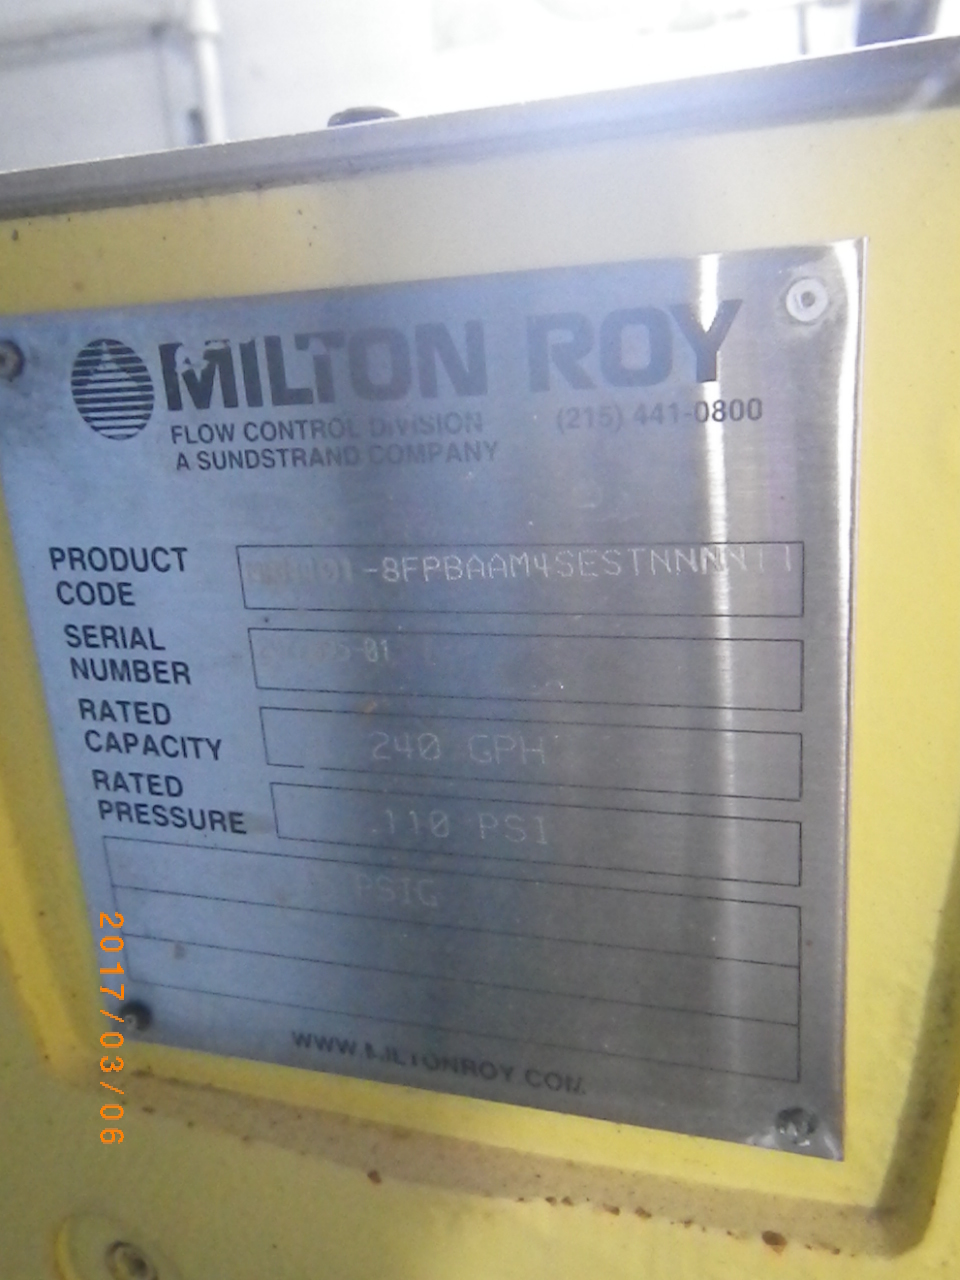 MILTON ROY
FLOW CONTROL DIVISION (215) 441-0800
A SUNDSTRAND COMPANY
PRODUCT CODE
SERIAL NUMBER
RATED CAPACITY 240 GPH
RATED PRESSURE 110 PSI
PSIG
WWW.MILTONROY.COM
2017/03/06